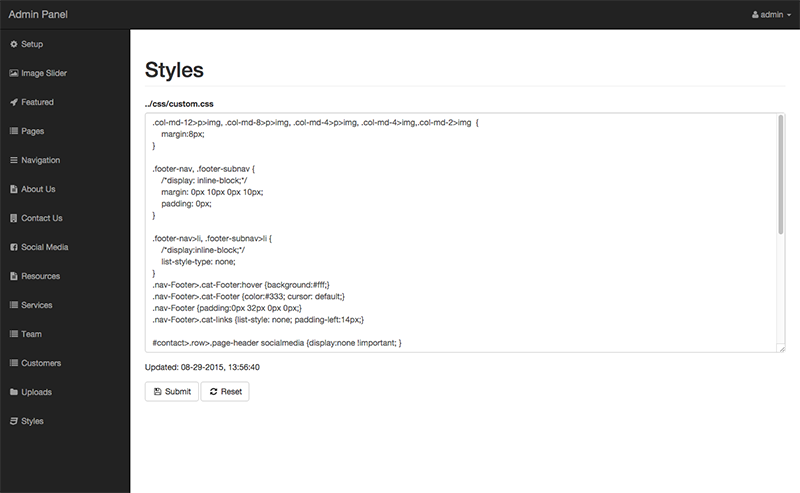 Admin Panel
admin
Setup
Image Slider
Featured
Pages
Navigation
About Us
Contact Us
Social Media
Resources
Services
Team
Customers
Uploads
Styles
Styles
../css/custom.css
.col-md-12>p>img, .col-md-8>p>img, .col-md-4>p>img, .col-md-4>img,.col-md-2>img {
margin:8px;
}
.footer-nav, .footer-subnav {
/*display: inline-block;*/
margin: 0px 10px 0px 10px;
padding: 0px;
}
.footer-nav>li, .footer-subnav>li {
/*display:inline-block;*/
list-style-type: none;
}
.nav-Footer>.cat-Footer:hover {background:#fff;}
.nav-Footer>.cat-Footer {color:#333; cursor: default;}
.nav-Footer {padding:0px 32px 0px 0px;}
.nav-Footer>.cat-links {list-style: none; padding-left:14px;}
#contact>.row>.page-header socialmedia {display:none !important; }
Updated: 08-29-2015, 13:56:40
Submit
Reset